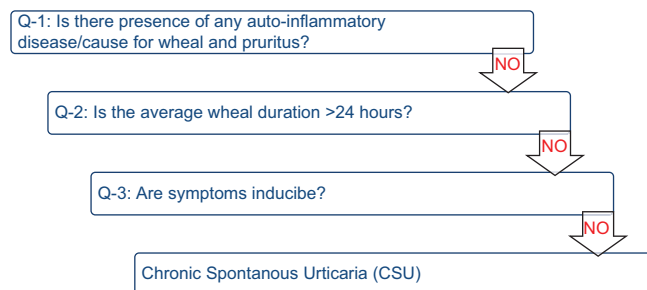 Q-1: Is there presence of any auto-inflammatory
disease/cause for wheal and pruritus?
NO
Q-2: Is the average wheal duration >24 hours?
NO
Q-3: Are symptoms inducibe?
NO
Chronic Spontanous Urticaria (CSU)